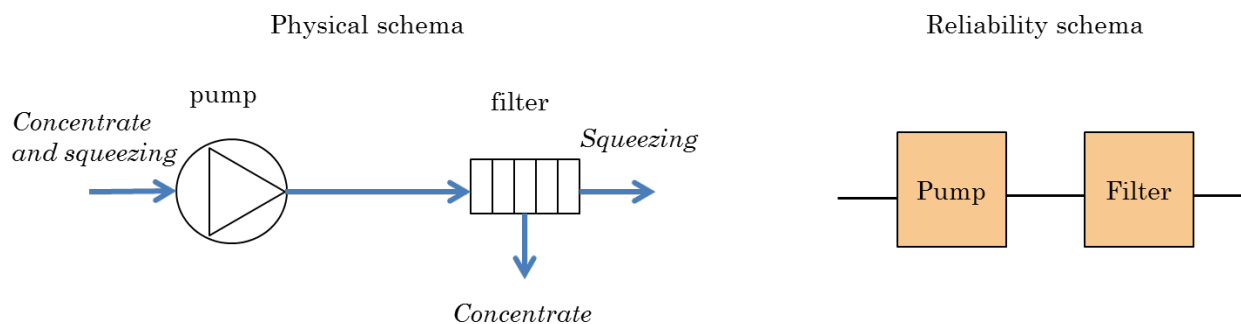 Physical schema
Reliability schema
pump
filter
Concentrate
and squeezing
Squeezing
Pump
Filter
Concentrate